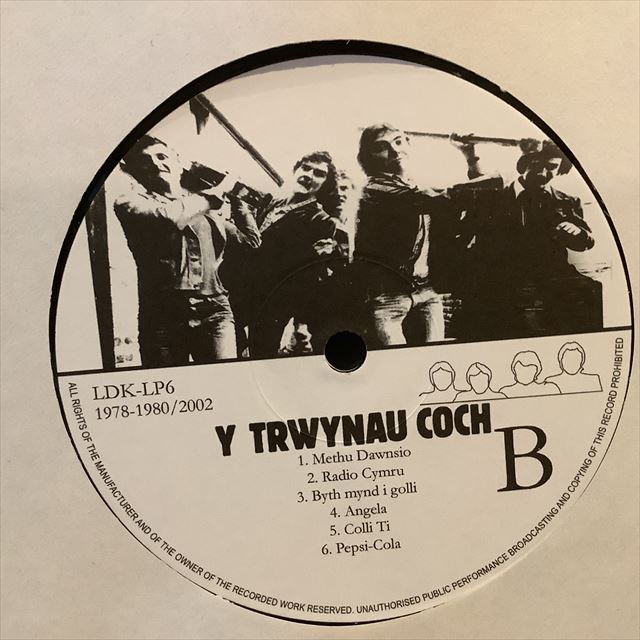 LDK-LP6
1978-1980/2002
Y TRWYNAU COCH
B
1. Methu Dawnsio
2. Radio Cymru
3. Byth mynd i golli
4. Angela
5. Colli Ti
6. Pepsi-Cola
ALL RIGHTS OF THE MANUFACTURER AND OF THE OWNER OF THE RECORDED WORK RESERVED. UNAUTHORISED PUBLIC PERFORMANCE BROADCASTING AND COPYING OF THIS RECORD PROHIBITED